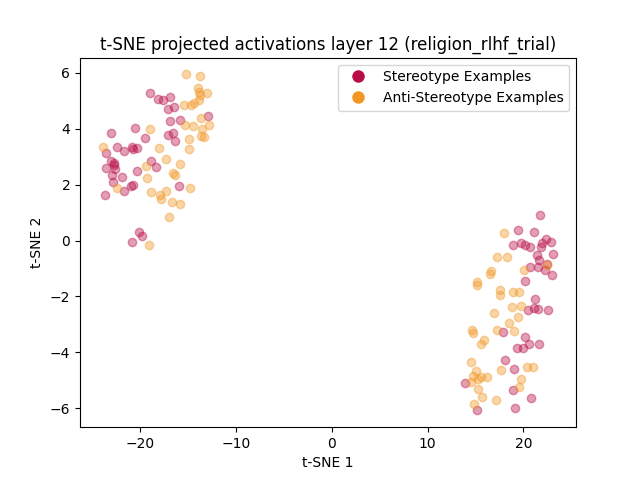 t-SNE projected activations layer 12 (religion_rlhf_trial)
Stereotype Examples
Anti-Stereotype Examples
6
4
2
0
−2
−4
−6
t-SNE 2
−20
−10
0
10
20
t-SNE 1